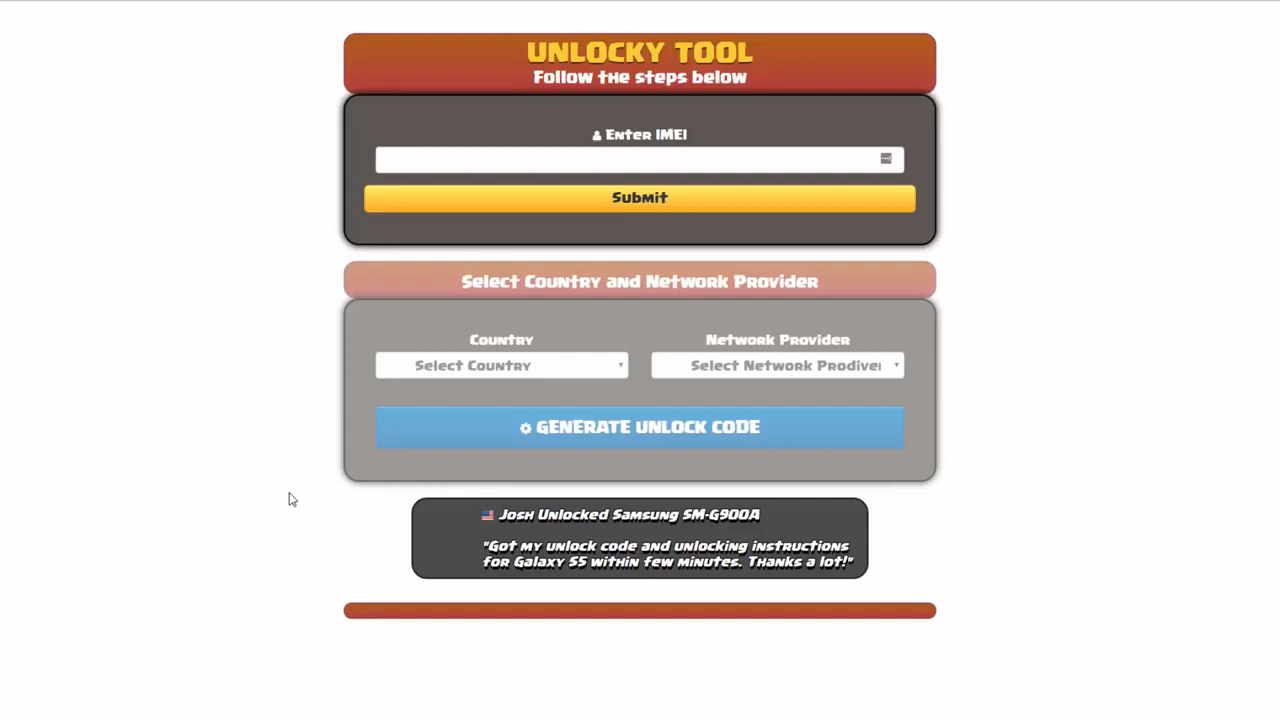 UNLOCKY TOOL
Follow the steps below
Enter IMEI
Submit
Select Country and Network Provider
Country Network Provider
Select Country Select Network Prodiver
GENERATE UNLOCK CODE
Josh Unlocked Samsung SM-G900A
"Got my unlock code and unlocking instructions
for Galaxy S5 within few minutes. Thanks a lot!"